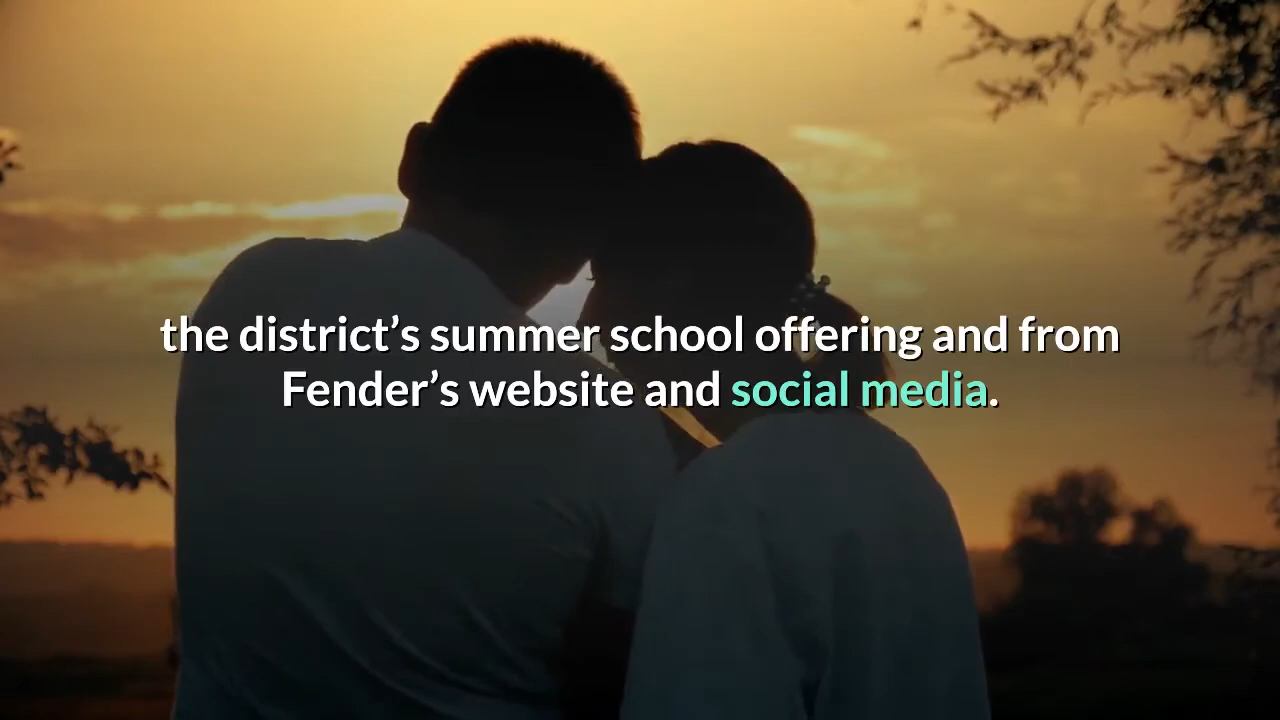 the district’s summer school offering and from
Fender’s website and social media.